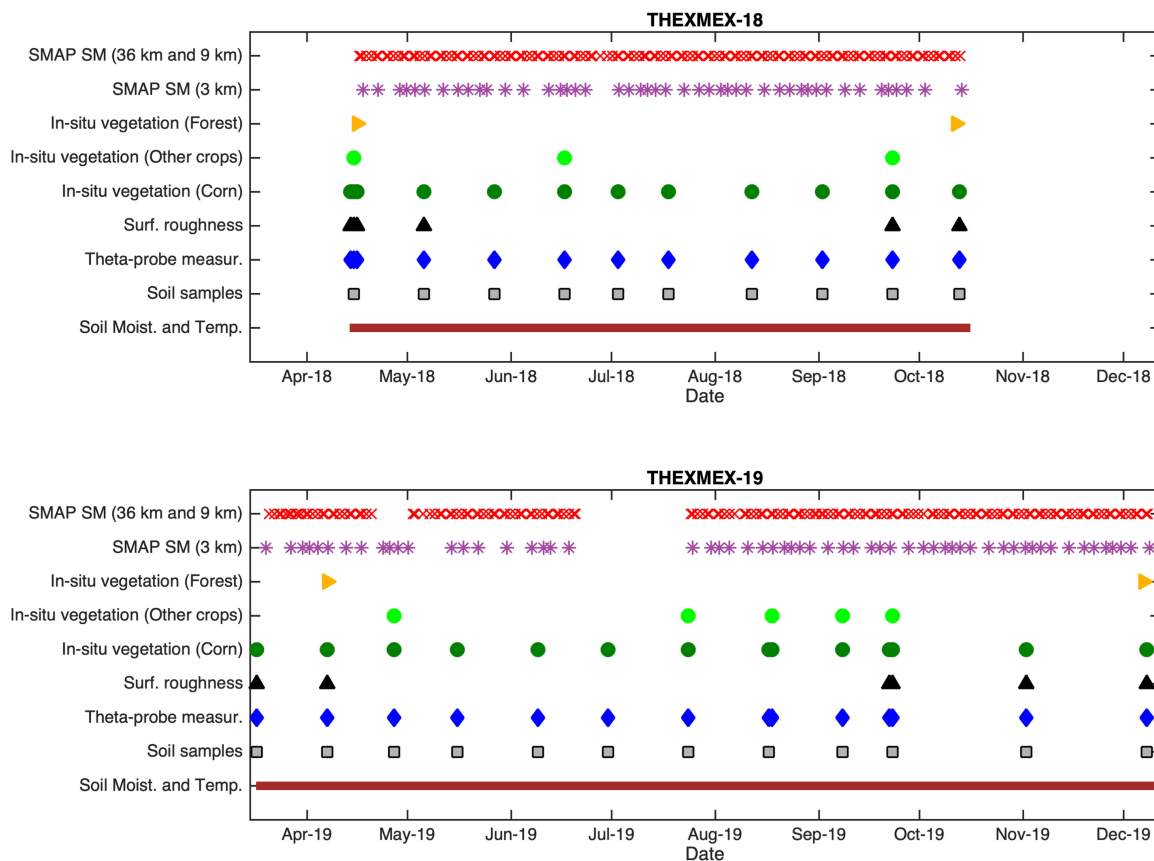 THEXMEX-18
SMAP SM (36 km and 9 km)
SMAP SM (3 km)
In-situ vegetation (Forest)
In-situ vegetation (Other crops)
In-situ vegetation (Corn)
Surf. roughness
Theta-probe measur.
Soil samples
Soil Moist. and Temp.
Apr-18 May-18 Jun-18 Jul-18 Aug-18 Sep-18 Oct-18 Nov-18 Dec-18
Date
THEXMEX-19
SMAP SM (36 km and 9 km)
SMAP SM (3 km)
In-situ vegetation (Forest)
In-situ vegetation (Other crops)
In-situ vegetation (Corn)
Surf. roughness
Theta-probe measur.
Soil samples
Soil Moist. and Temp.
Apr-19 May-19 Jun-19 Jul-19 Aug-19 Sep-19 Oct-19 Nov-19 Dec-19
Date